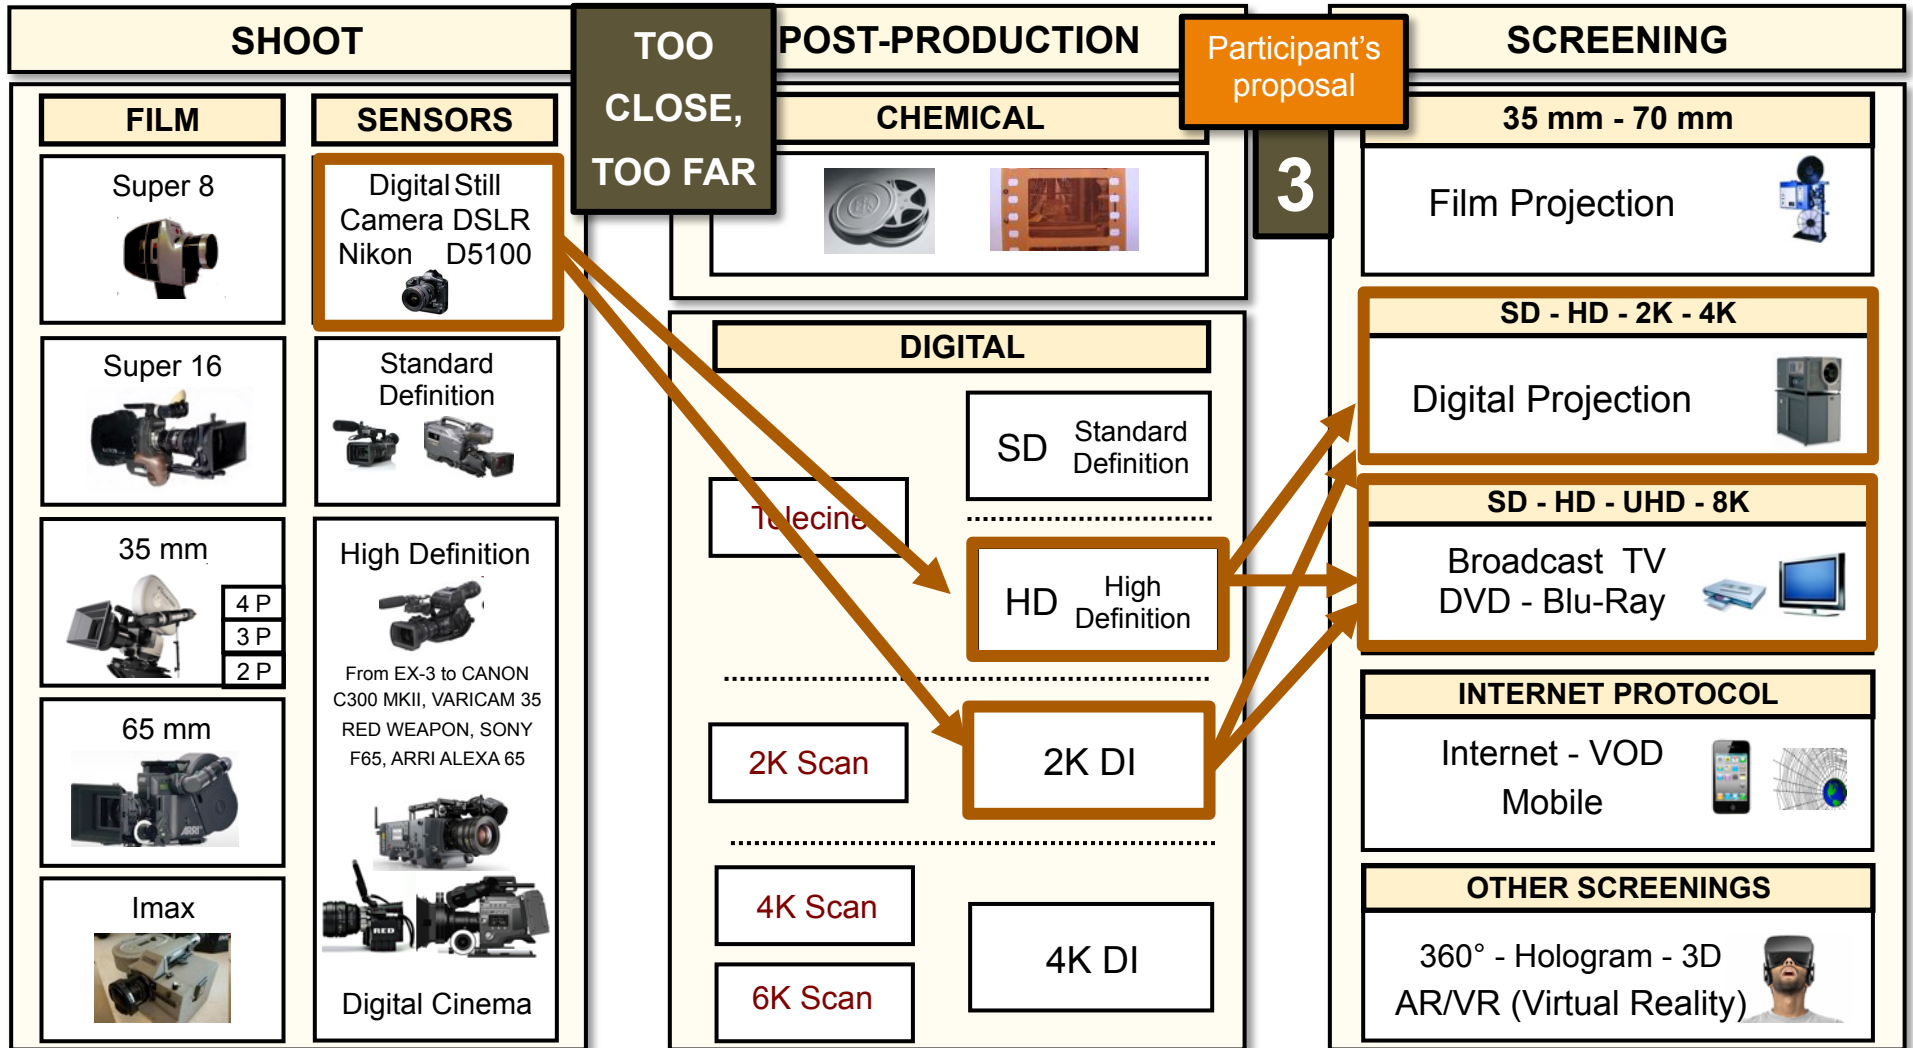 SHOOT
TOO
CLOSE,
TOO FAR
POST-PRODUCTION
Participant's
proposal
3
SCREENING
FILM
Super 8
Super 16
35 mm
4 P
3 P
2 P
65 mm
ARRI
Imax
SENSORS
Digital Still
Camera DSLR
Nikon D5100
Standard
Definition
High Definition
From EX-3 to CANON
C300 MKII, VARICAM 35
RED WEAPON, SONY
F65, ARRI ALEXA 65
RED
Digital Cinema
CHEMICAL
DIGITAL
SD Standard
Definition
Telecine
HD High
Definition
2K Scan
2K DI
4K Scan
6K Scan
4K DI
35 mm - 70 mm
Film Projection
SD - HD - 2K - 4K
Digital Projection
SD - HD - UHD - 8K
Broadcast TV
DVD - Blu-Ray
INTERNET PROTOCOL
Internet - VOD
Mobile
OTHER SCREENINGS
360° - Hologram - 3D
AR/VR (Virtual Reality)